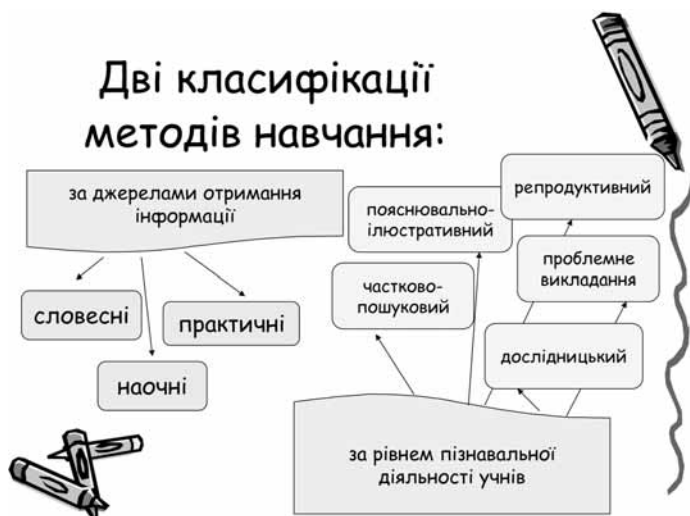 Дві класифікації
методів навчання:
за джерелами отримання
інформації
словесні
наочні
практичні
репродуктивний
пояснювально-
ілюстративний
проблемне
викладання
частково-
пошуковий
дослідницький
за рівнем пізнавальної
діяльності учнів